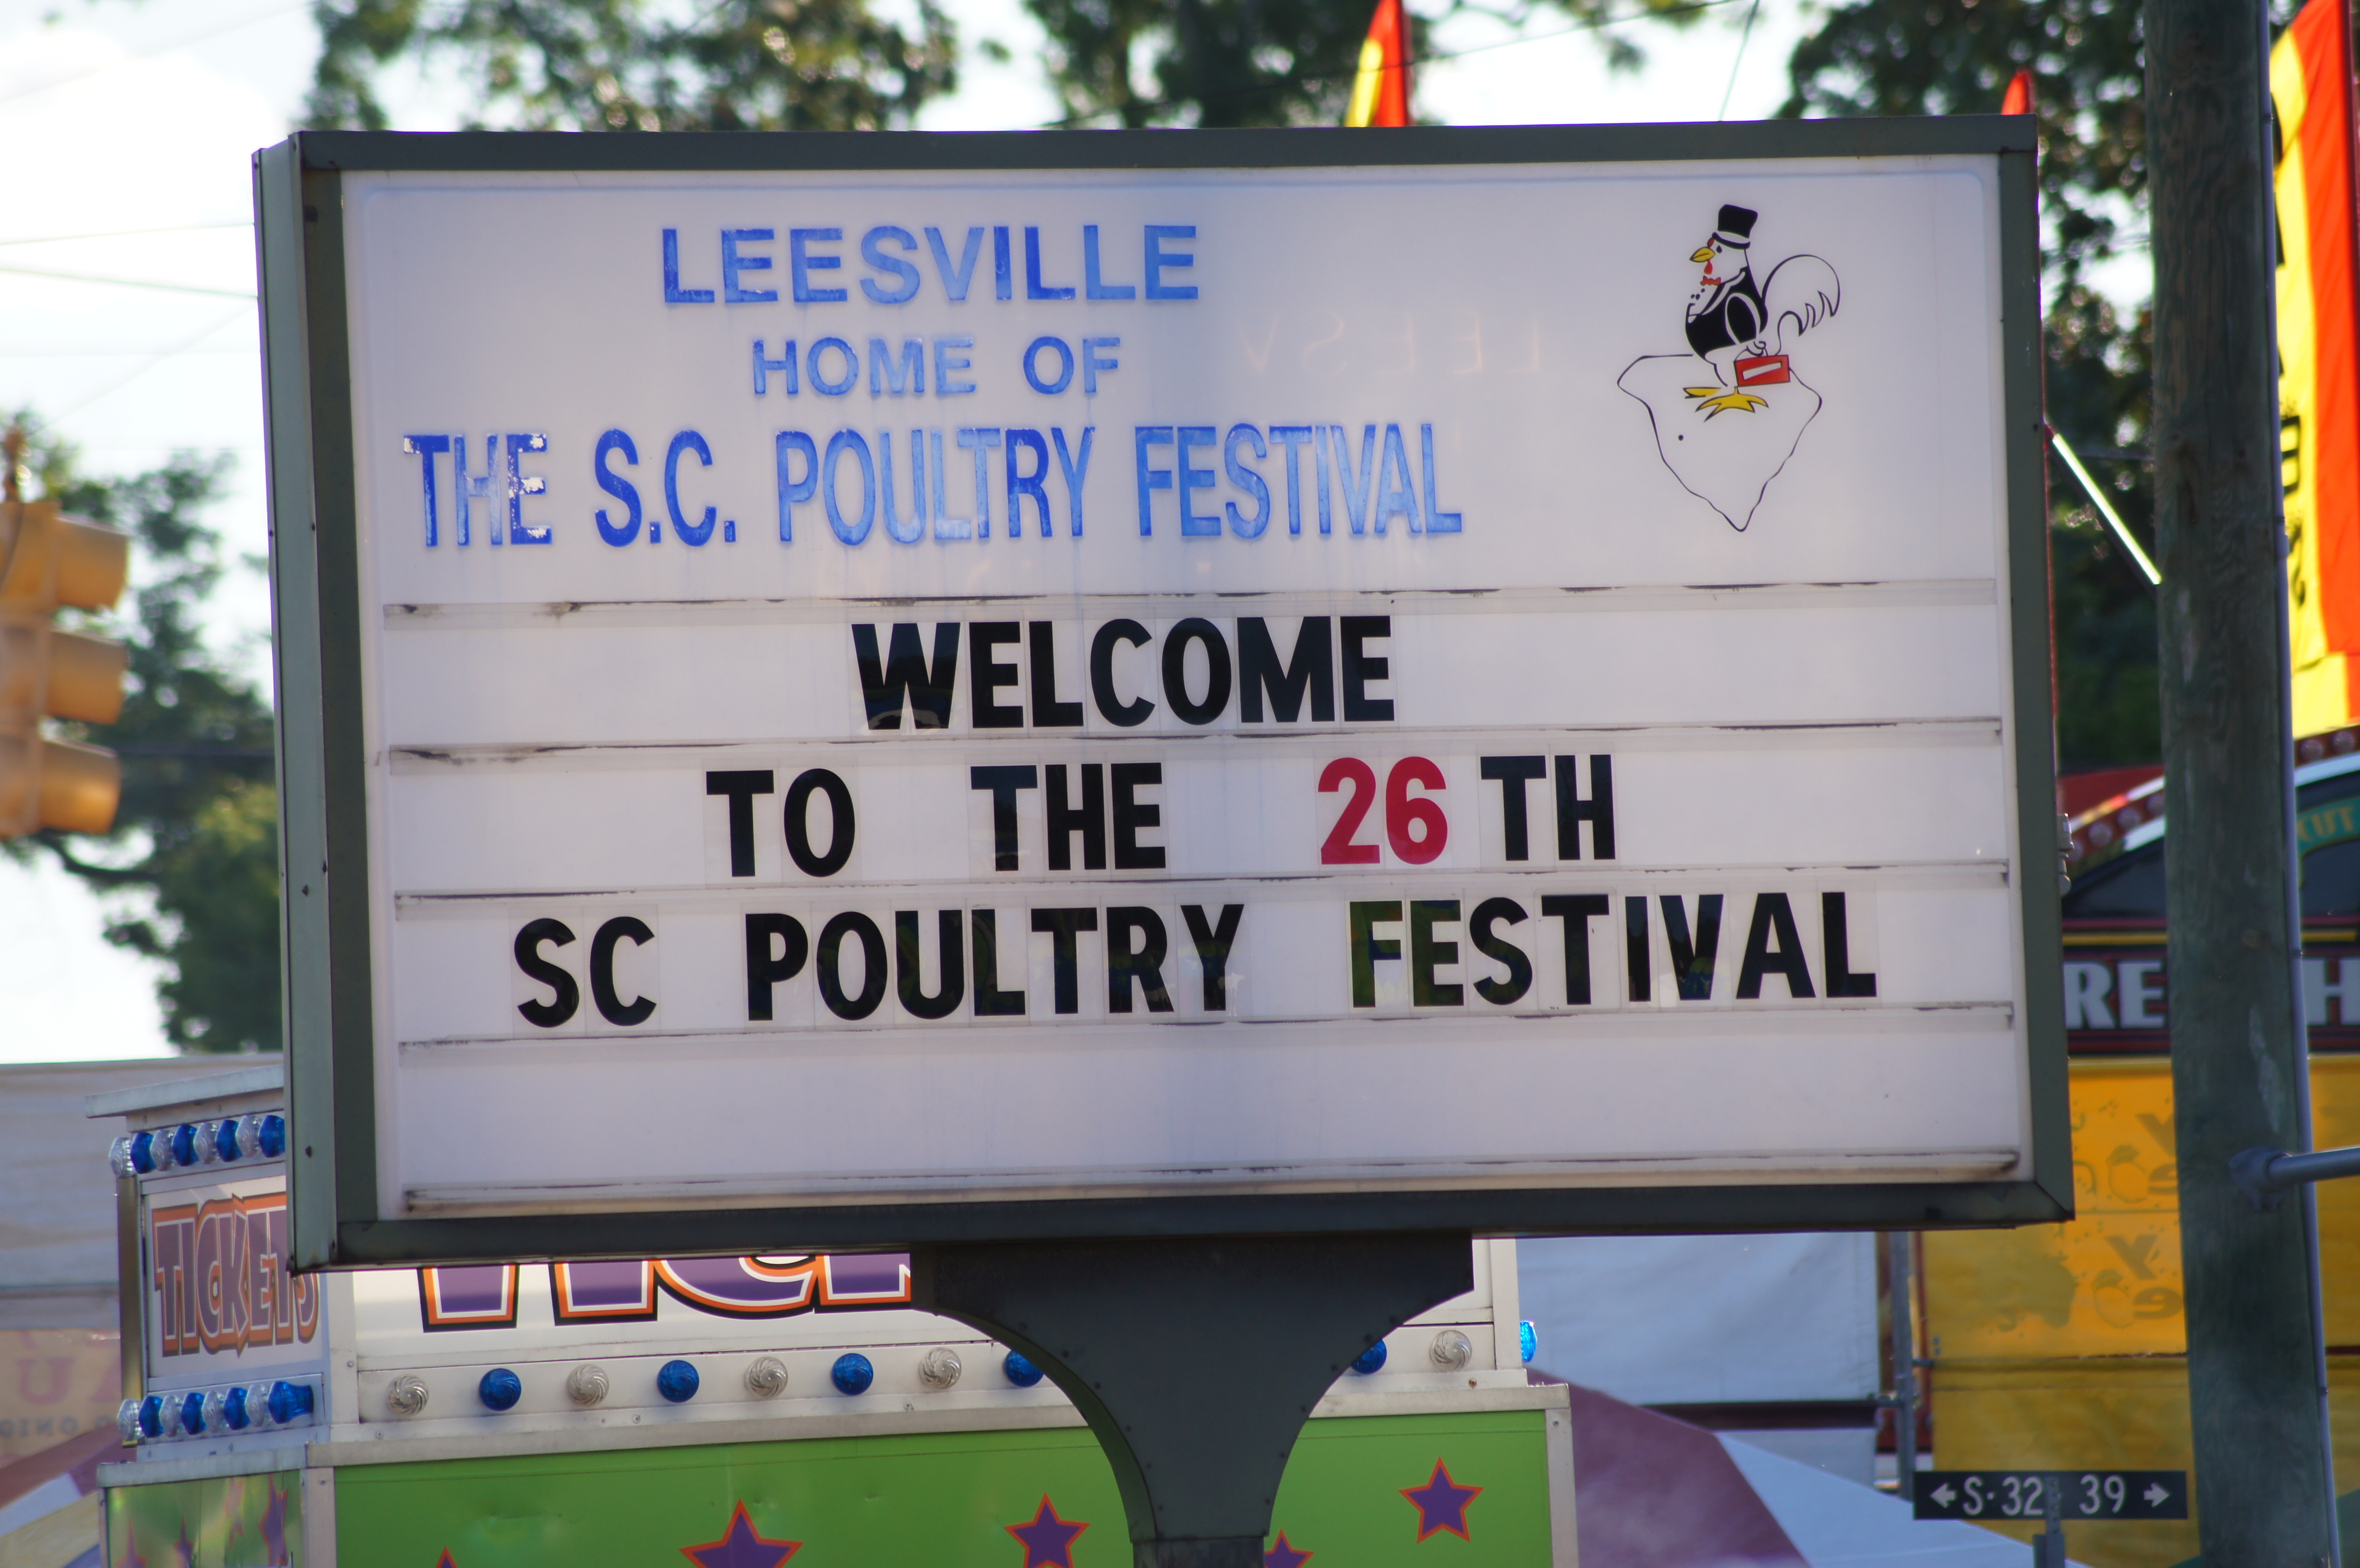 LEESVILLE
HOME OF
THE S.C. POULTRY FESTIVAL
WELCOME
TO THE 26TH
SC POULTRY FESTIVAL
TICKETS
S-32 39